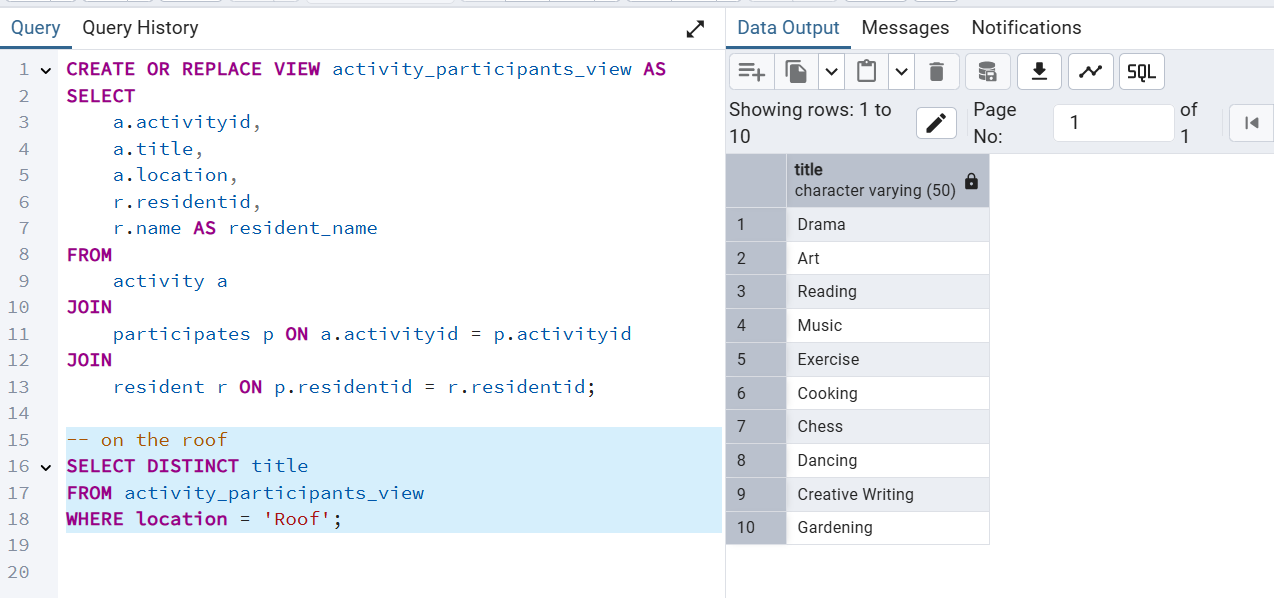 Query Query History
1 CREATE OR REPLACE VIEW activity_participants_view AS
2 SELECT
3 a.activityid,
4 a.title,
5 a.location,
6 r.residentid,
7 r.name AS resident_name
8 FROM
9 activity a
10 JOIN
11 participates p ON a.activityid = p.activityid
12 JOIN
13 resident r ON p.residentid = r.residentid;
14
15 -- on the roof
16 SELECT DISTINCT title
17 FROM activity_participants_view
18 WHERE location = 'Roof';
19
20
Data Output Messages Notifications
SQL
Showing rows: 1 to
10
Page
No:
1
of
1
title
character varying (50)
1 Drama
2 Art
3 Reading
4 Music
5 Exercise
6 Cooking
7 Chess
8 Dancing
9 Creative Writing
10 Gardening